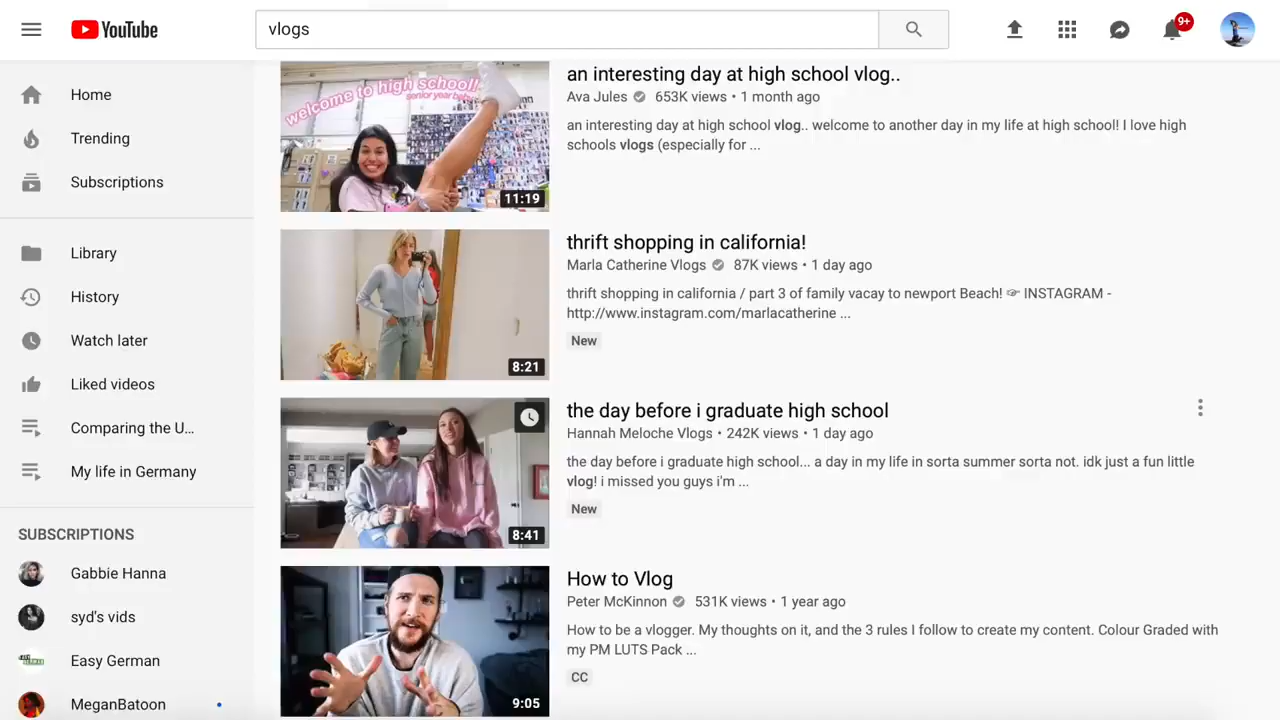 YouTube
vlogs
9+
Home
Trending
Subscriptions
Library
History
Watch later
Liked videos
Comparing the U...
My life in Germany
SUBSCRIPTIONS
Gabbie Hanna
syd's vids
Easy German
MeganBatoon
welcome to high school!!
senior year babyy
11:19
an interesting day at high school vlog..
Ava Jules 653K views • 1 month ago
an interesting day at high school vlog.. welcome to another day in my life at high school! I love high
schools vlogs (especially for ...
8:21
thrift shopping in california!
Marla Catherine Vlogs 87K views • 1 day ago
thrift shopping in california / part 3 of family vacay to newport Beach! ☞ INSTAGRAM -
http://www.instagram.com/marlacatherine ...
New
8:41
the day before i graduate high school
Hannah Meloche Vlogs • 242K views • 1 day ago
the day before i graduate high school... a day in my life in sorta summer sorta not. idk just a fun little
vlog! i missed you guys i'm ...
New
9:05
How to Vlog
Peter McKinnon 531K views • 1 year ago
How to be a vlogger. My thoughts on it, and the 3 rules I follow to create my content. Colour Graded with
my PM LUTS Pack ...
CC